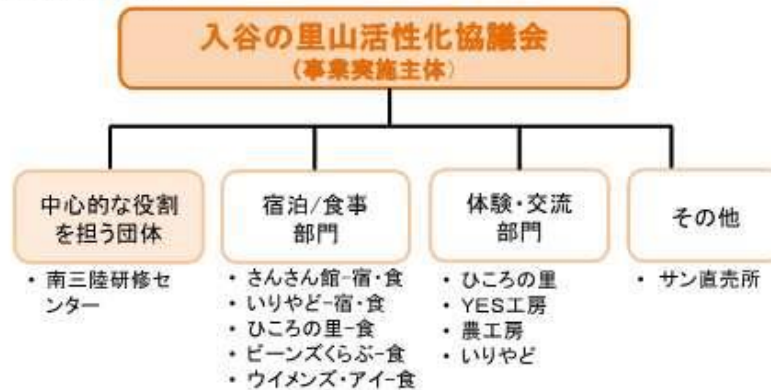 入谷の里山活性化協議会
(事業実施主体)
中心的な役割
を担う団体
・ 南三陸研修セ
ンター
宿泊/食事
部門
・ さんさん館-宿・食
・ いりやど-宿・食
・ ひころの里-食
・ ビーンズくらぶ-食
・ ウイメンズ・アイ-食
体験・交流
部門
・ ひころの里
・ YES工房
・ 農工房
・ いりやど
その他
・ サン直売所